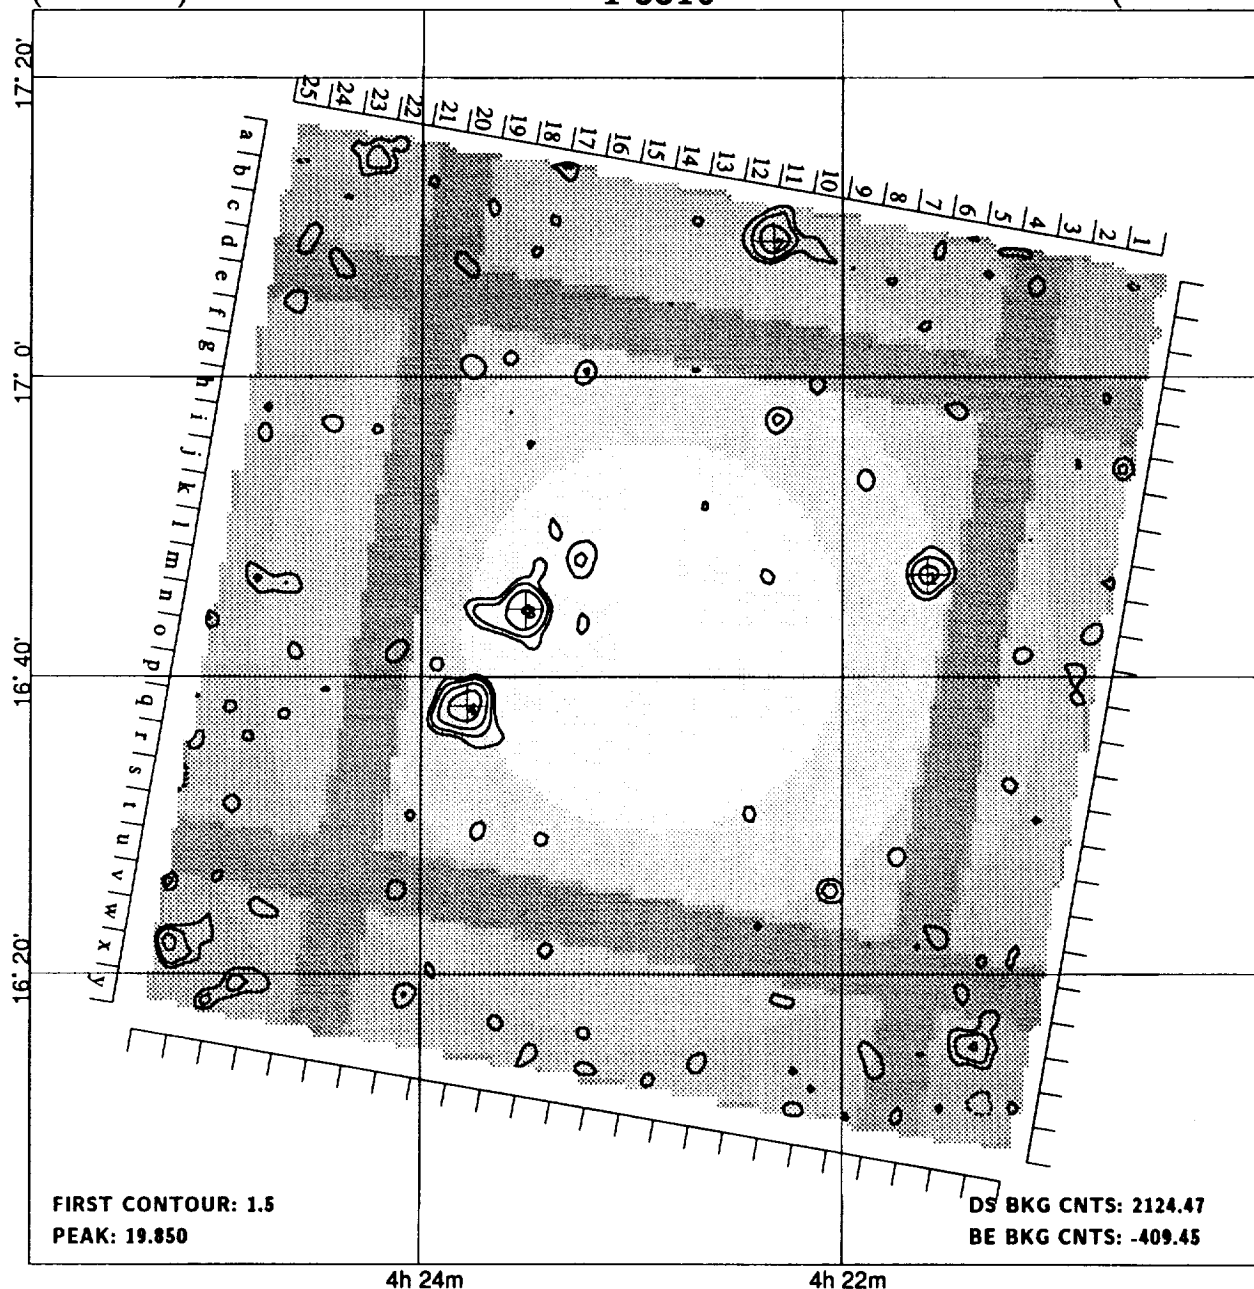 17° 20'
25 24 23 22 21 20 19 18 17 16 15 14 13 12 11 10 9 8 7 6 5 4 3 2 1
a b c d e f g h i j k l m n o p q r s t u v w x y
17° 0'
16° 40'
16° 20'
FIRST CONTOUR: 1.5
PEAK: 19.850
DS BKG CNTS: 2124.47
BE BKG CNTS: -409.45
4h 24m
4h 22m